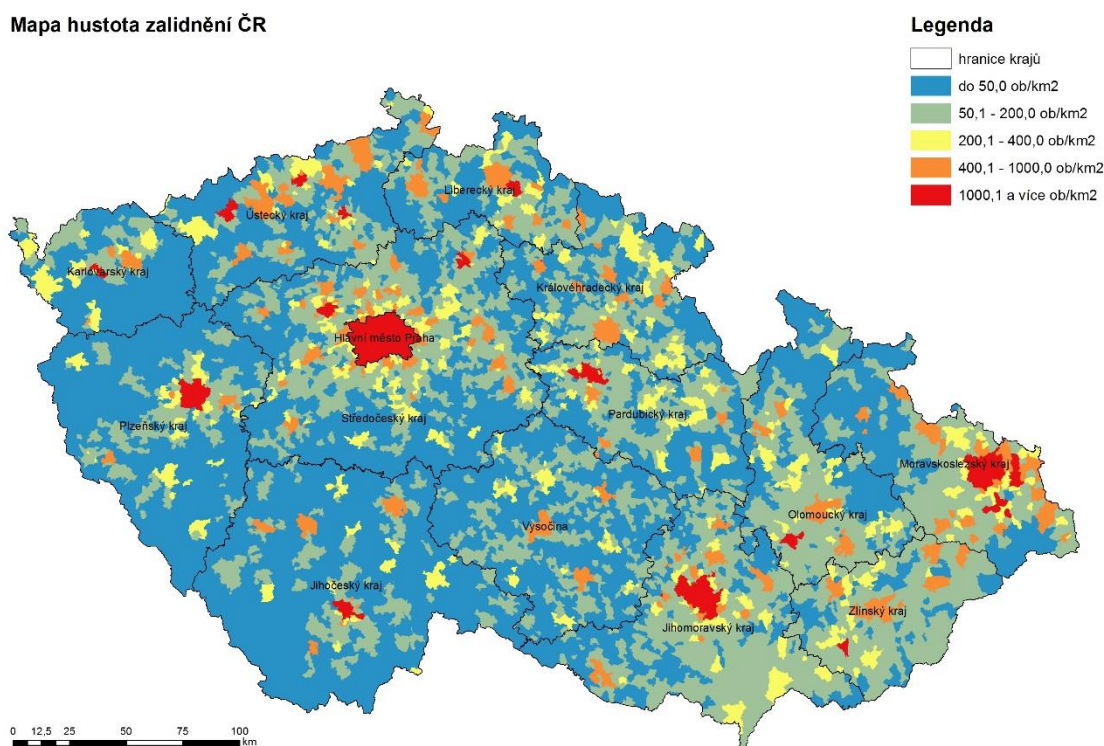 Mapa hustota zalidnění ČR
Legenda
hranice krajů
do 50,0 ob/km2
50,1 - 200,0 ob/km2
200,1 - 400,0 ob/km2
400,1 - 1000,0 ob/km2
1000,1 a více ob/km2
Liberecký kraj
Ústecký kraj
Karlovarský kraj
Královéhradecký kraj
Hlavní město Praha
Středočeský kraj
Pardubický kraj
Plzeňský kraj
Moravskoslezský kraj
Olomoucký kraj
Vysočina
Jihočeský kraj
Zlínský kraj
Jihomoravský kraj
0 12,5 25 50 75 100
km